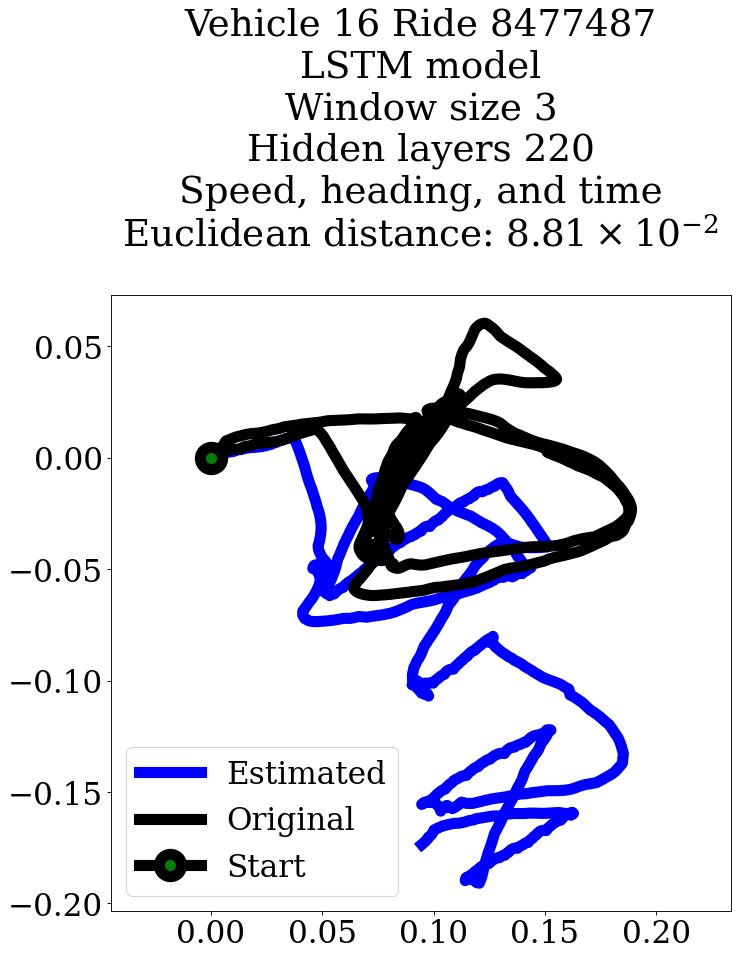 Vehicle 16 Ride 8477487
LSTM model
Window size 3
Hidden layers 220
Speed, heading, and time
Euclidean distance: 8.81 × 10⁻²
0.05
0.00
−0.05
−0.10
−0.15
−0.20
Estimated
Original
Start
0.00 0.05 0.10 0.15 0.20